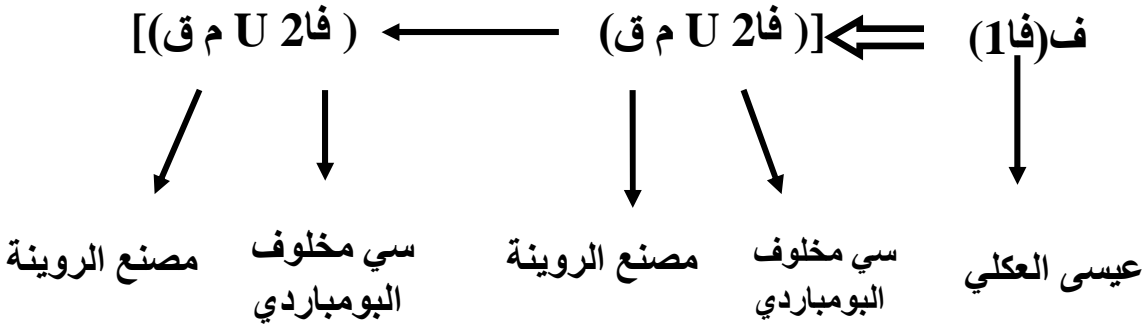 ف(فا1) [( فا2 U م ق) ( فا2 U م ق)]
عيسى العكلي
سي مخلوف البومباردي
مصنع الروينة
سي مخلوف البومباردي
مصنع الروينة